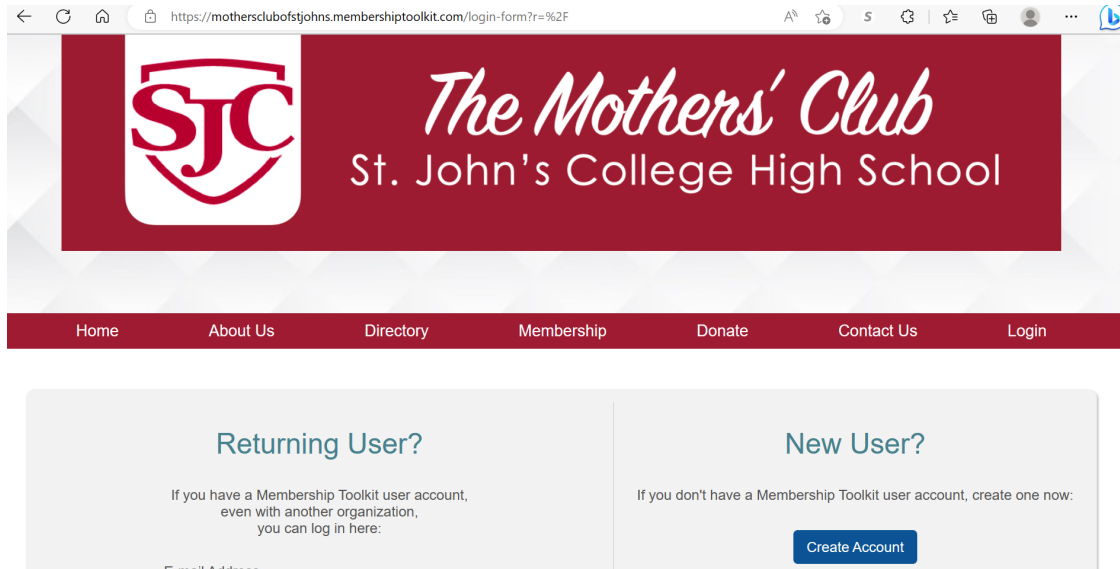 https://mothersclubofstjohns.membershiptoolkit.com/login-form?r=%2F
SJC
The Mothers' Club
St. John's College High School
Home About Us Directory Membership Donate Contact Us Login
Returning User?
If you have a Membership Toolkit user account,
even with another organization,
you can log in here:
E-mail Address
New User?
If you don't have a Membership Toolkit user account, create one now:
Create Account